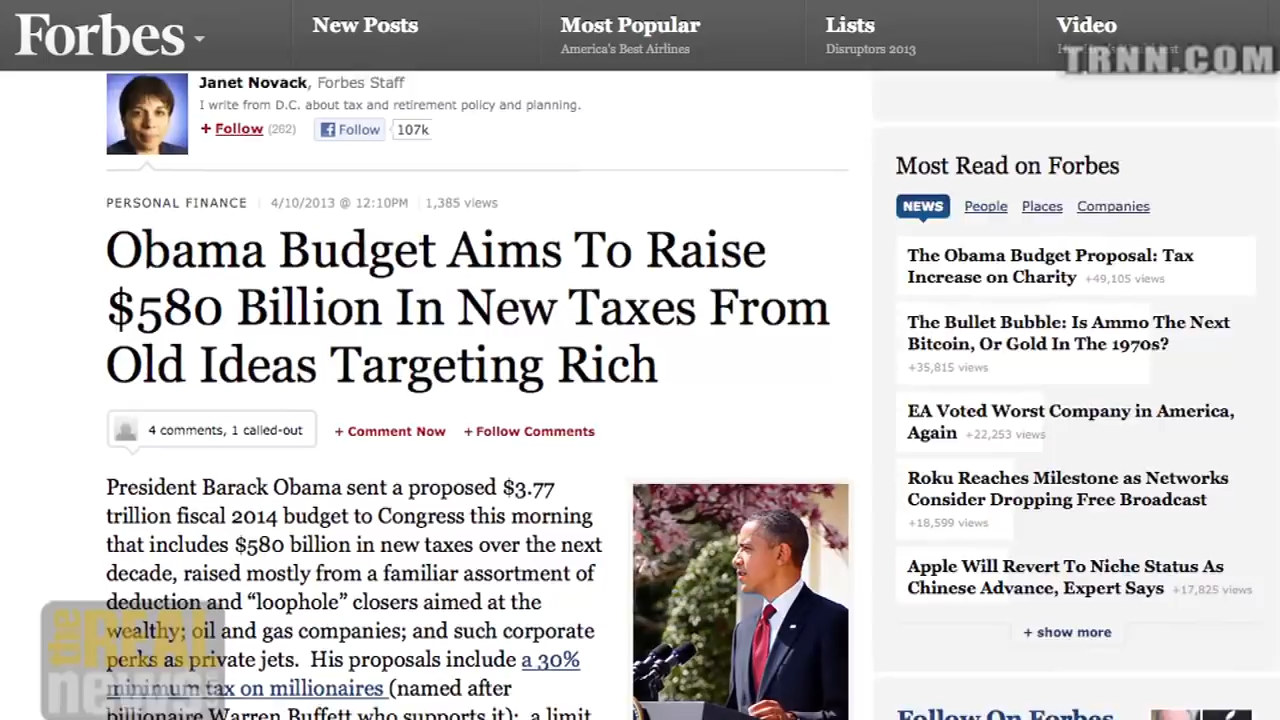 Forbes
New Posts
Most Popular
America's Best Airlines
Lists
Disruptors 2013
Video
TRNN.COM
Janet Novack, Forbes Staff
I write from D.C. about tax and retirement policy and planning.
+ Follow (262)
Follow
107k
PERSONAL FINANCE
4/10/2013 @ 12:10PM
1,385 views
Obama Budget Aims To Raise
$580 Billion In New Taxes From
Old Ideas Targeting Rich
4 comments, 1 called-out
+ Comment Now
+ Follow Comments
President Barack Obama sent a proposed $3.77
trillion fiscal 2014 budget to Congress this morning
that includes $580 billion in new taxes over the next
decade, raised mostly from a familiar assortment of
deduction and “loophole” closers aimed at the
wealthy; oil and gas companies; and such corporate
perks as private jets. His proposals include a 30%
minimum tax on millionaires (named after
billionaire Warren Buffett who supports it); a limit
the REAL
news
Most Read on Forbes
NEWS
People
Places
Companies
The Obama Budget Proposal: Tax
Increase on Charity +49,105 views
The Bullet Bubble: Is Ammo The Next
Bitcoin, Or Gold In The 1970s?
+35,815 views
EA Voted Worst Company in America,
Again +22,253 views
Roku Reaches Milestone as Networks
Consider Dropping Free Broadcast
+18,599 views
Apple Will Revert To Niche Status As
Chinese Advance, Expert Says +17,825 views
+ show more
Follow On Forbes